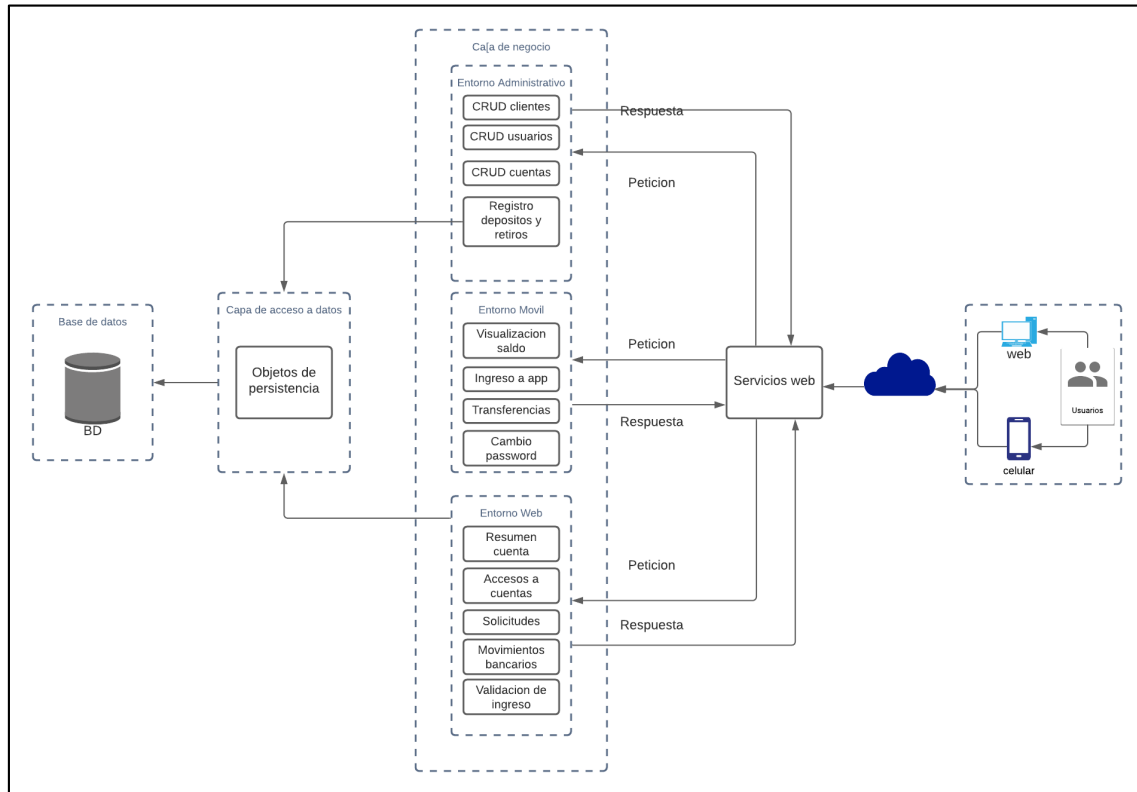 Ca[a de negocio
Entorno Administrativo
CRUD clientes
CRUD usuarios
CRUD cuentas
Registro
depositos y
retiros
Respuesta
Peticion
Base de datos
BD
Capa de acceso a datos
Objetos de
persistencia
Entorno Movil
Visualizacion
saldo
Ingreso a app
Transferencias
Cambio
password
Peticion
Respuesta
Servicios web
web
Usuarios
celular
Entorno Web
Resumen
cuenta
Accesos a
cuentas
Solicitudes
Movimientos
bancarios
Validacion de
ingreso
Peticion
Respuesta